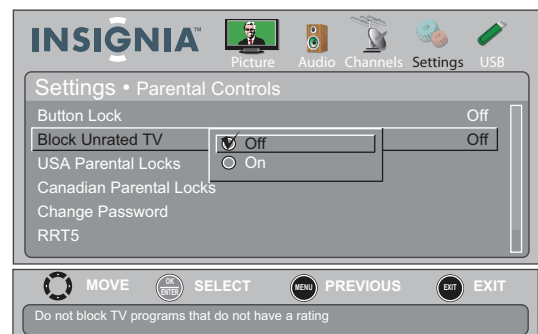 INSIGNIA™
Picture Audio Channels Settings USB
Settings • Parental Controls
Button Lock Off
Block Unrated TV Off
Off
USA Parental Locks
On
Canadian Parental Locks
Change Password
RRT5
MOVE OK ENTER SELECT MENU PREVIOUS EXIT EXIT
Do not block TV programs that do not have a rating